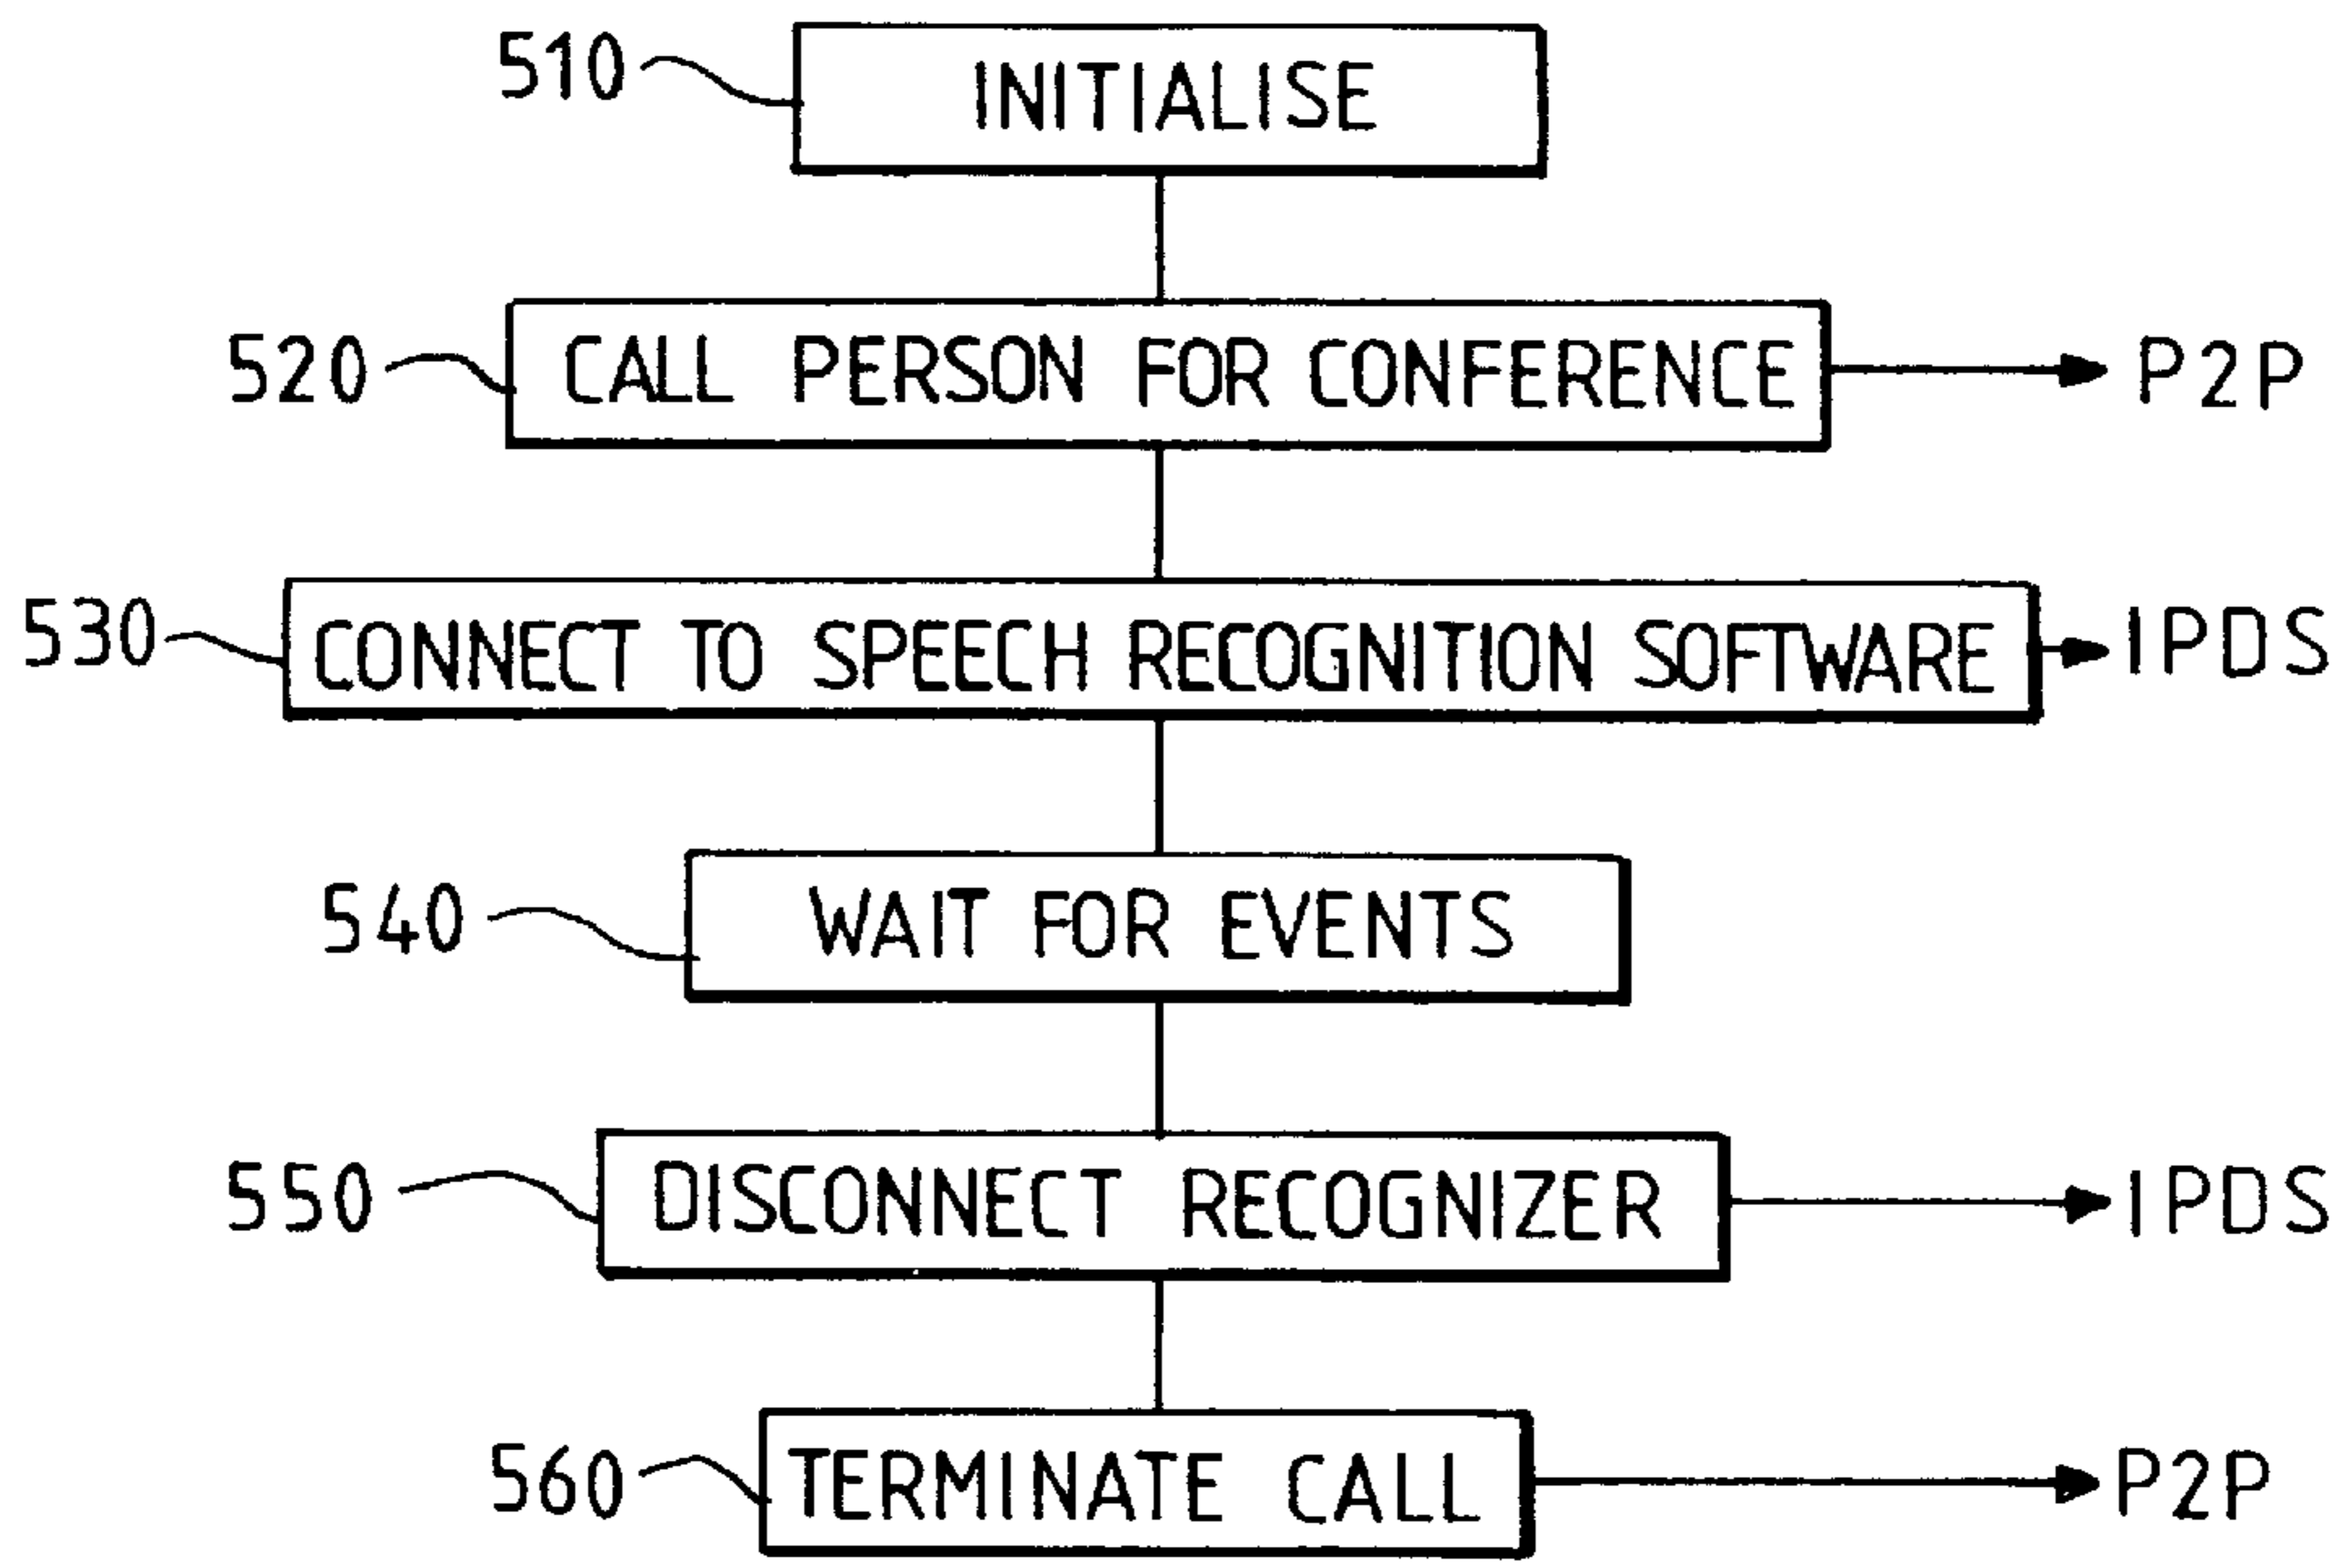 510 INITIALISE
520 CALL PERSON FOR CONFERENCE P2P
530 CONNECT TO SPEECH RECOGNITION SOFTWARE IPDS
540 WAIT FOR EVENTS
550 DISCONNECT RECOGNIZER IPDS
560 TERMINATE CALL P2P